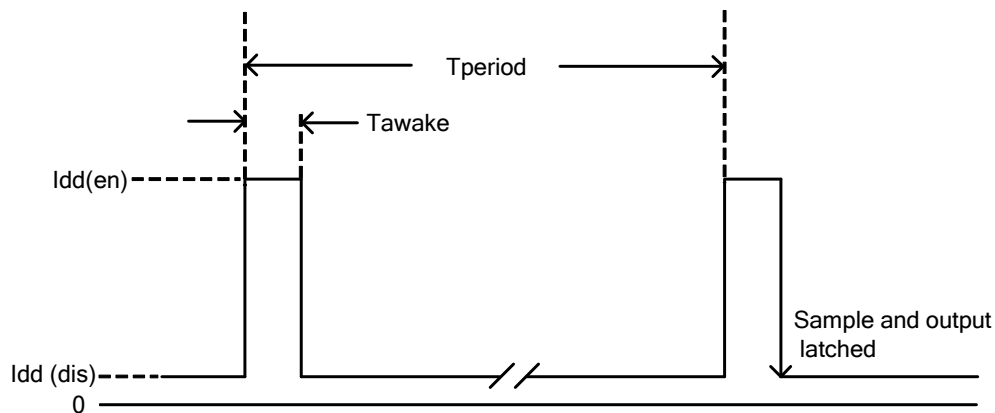 Tperiod
Tawake
Idd(en)
Sample and output
latched
Idd (dis)
0